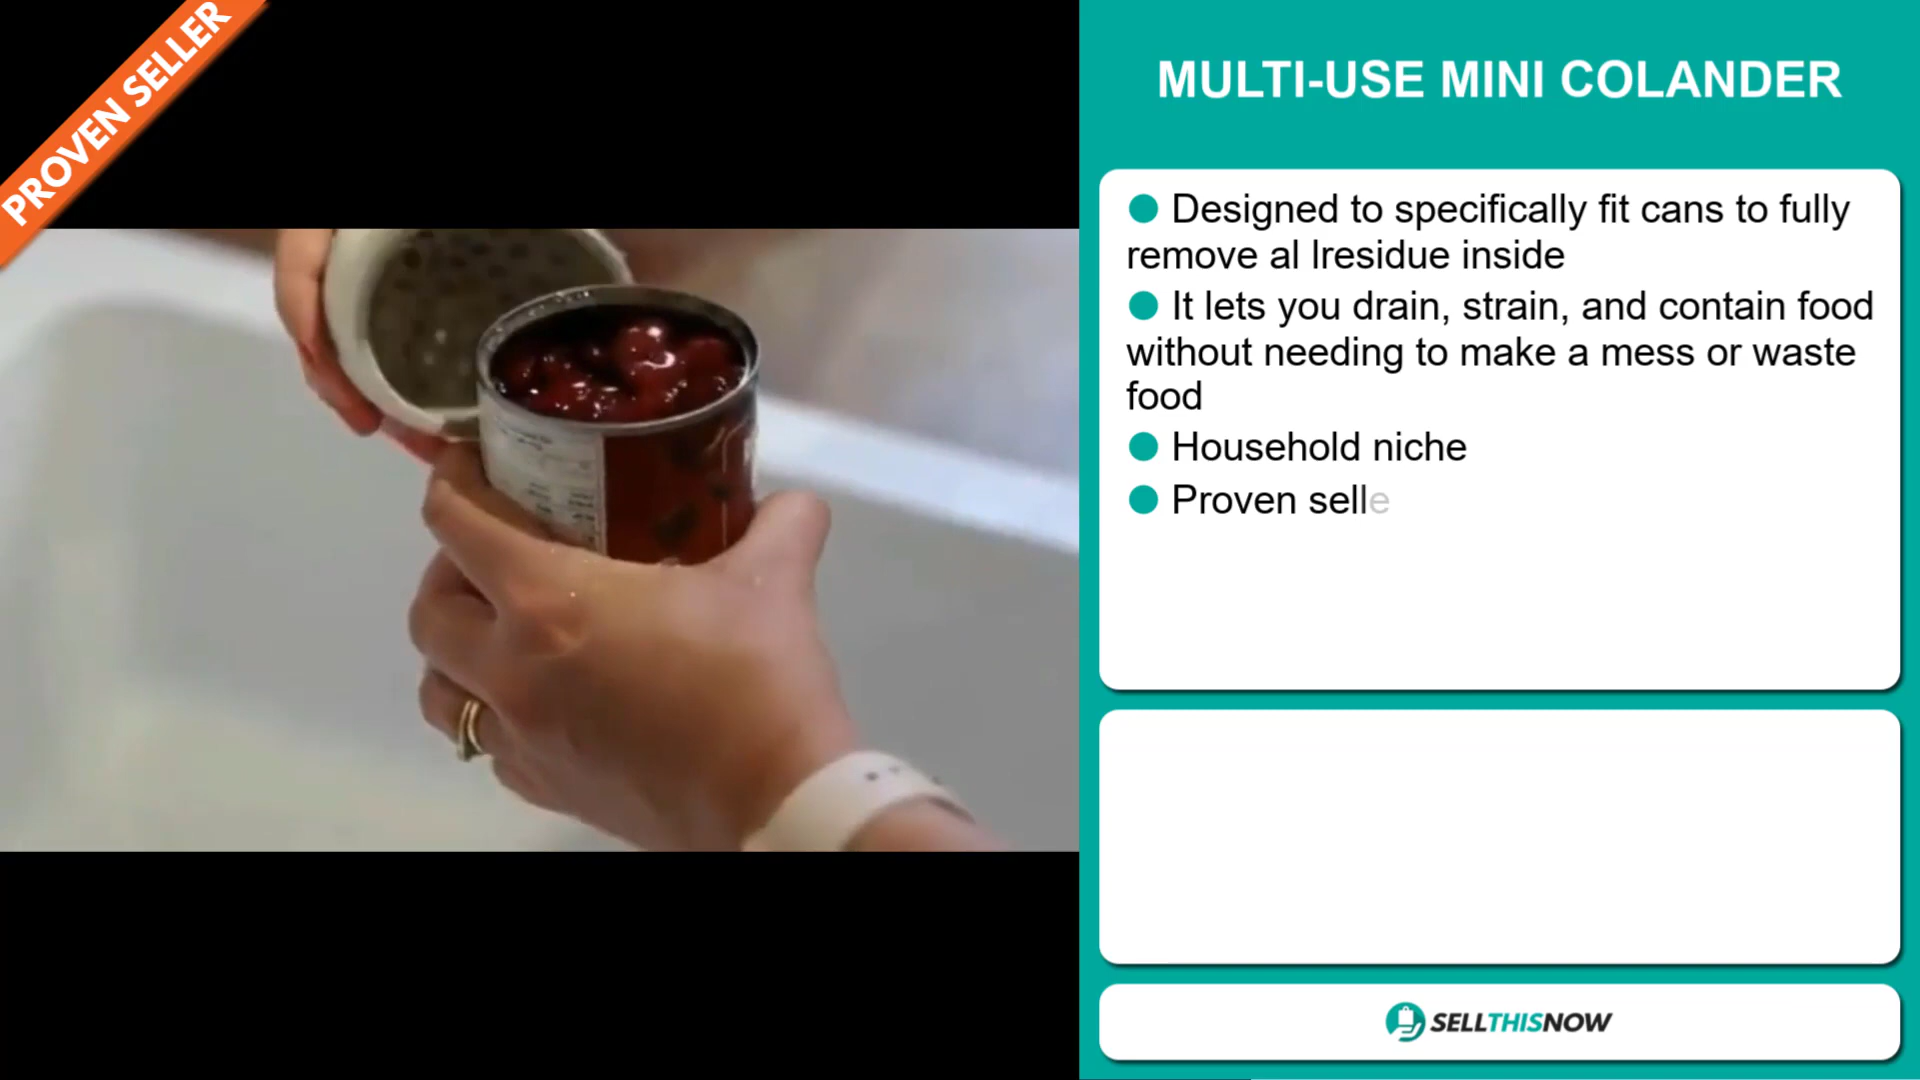 PROVEN SELLER
MULTI-USE MINI COLANDER
Designed to specifically fit cans to fully
remove al lresidue inside
It lets you drain, strain, and contain food
without needing to make a mess or waste
food
Household niche
Proven selle
SELLTHISNOW